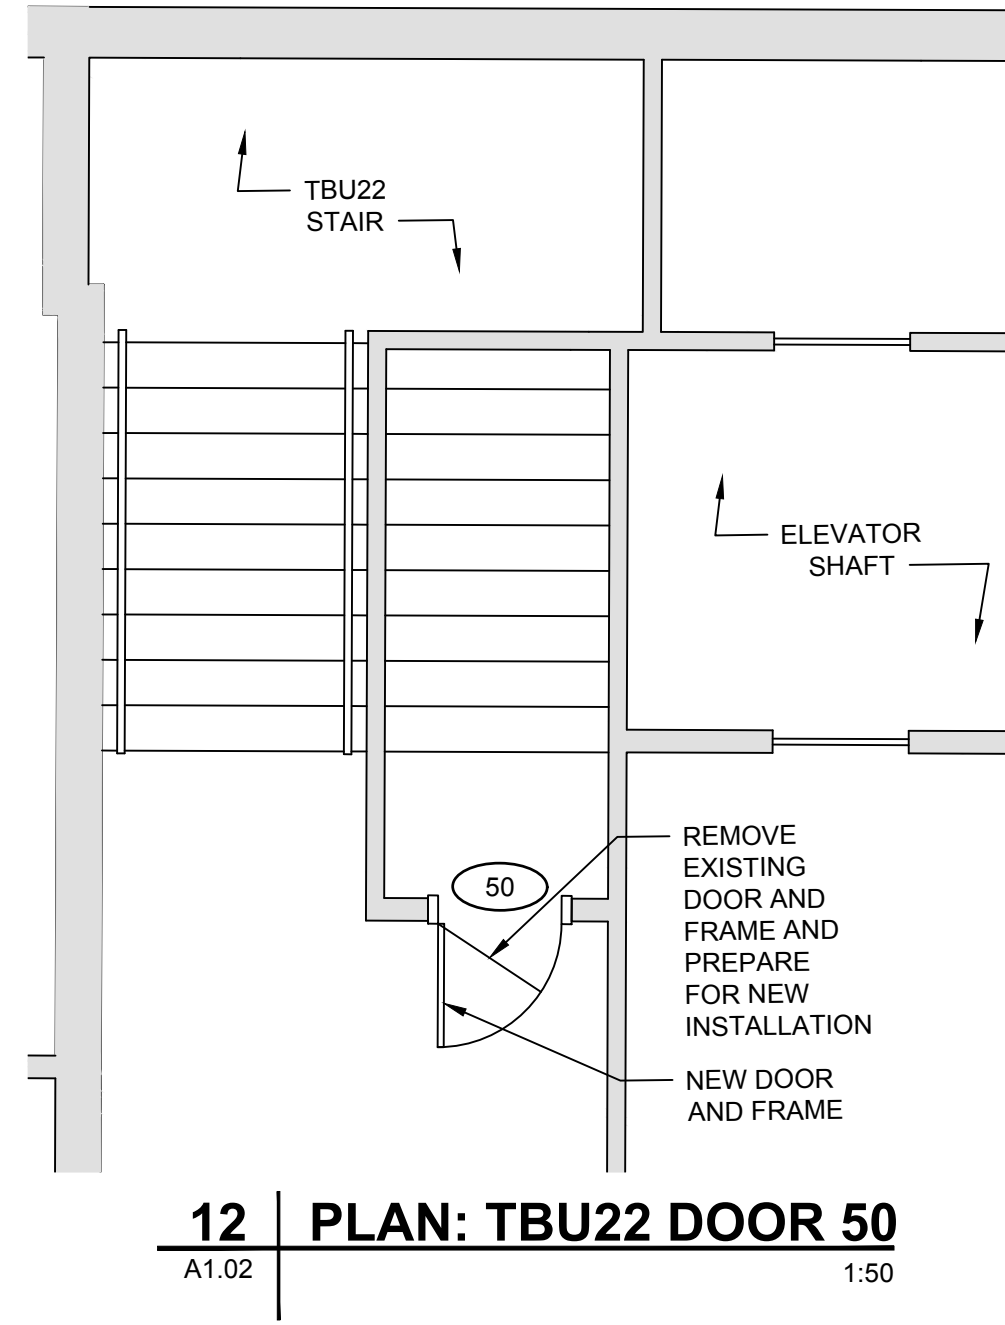 TBU22
STAIR
ELEVATOR
SHAFT
REMOVE
EXISTING
DOOR AND
FRAME AND
PREPARE
FOR NEW
INSTALLATION
50
NEW DOOR
AND FRAME
12 PLAN: TBU22 DOOR 50
A1.02 1:50